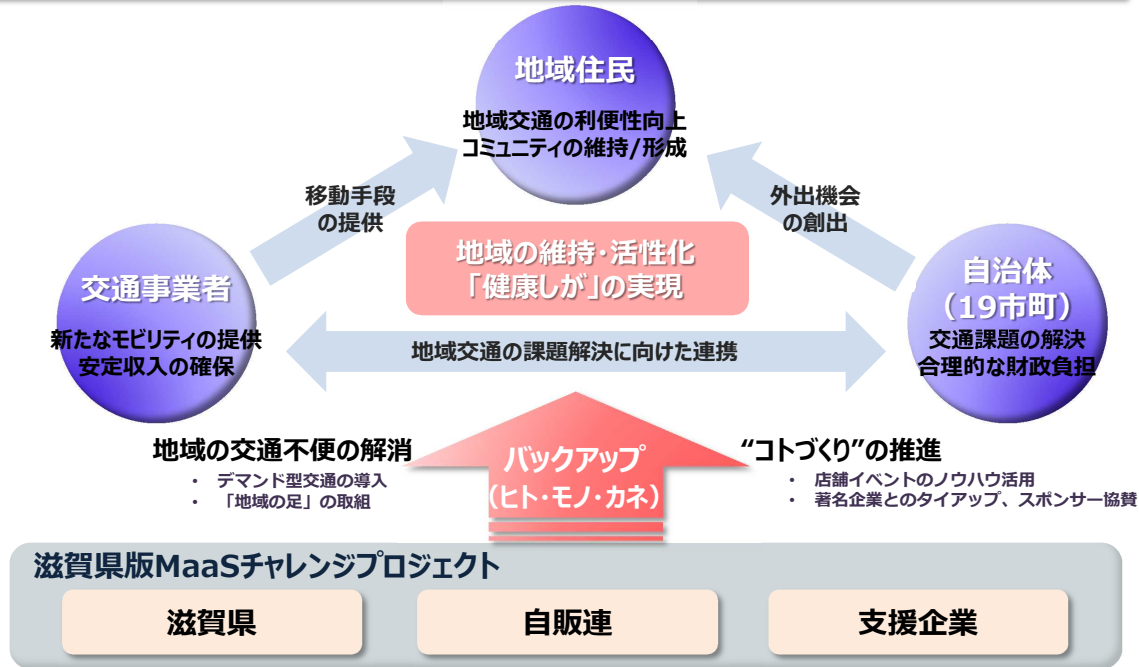 地域住民
地域交通の利便性向上
コミュニティの維持/形成
移動手段
の提供
外出機会
の創出
地域の維持・活性化
「健康しが」の実現
交通事業者
新たなモビリティの提供
安定収入の確保
自治体
（19市町）
交通課題の解決
合理的な財政負担
地域交通の課題解決に向けた連携
地域の交通不便の解消
・ デマンド型交通の導入
・ 「地域の足」の取組
バックアップ
（ヒト・モノ・カネ）
“コトづくり”の推進
・ 店舗イベントのノウハウ活用
・ 著名企業とのタイアップ、スポンサー協賛
滋賀県版MaaSチャレンジプロジェクト
滋賀県
自販連
支援企業